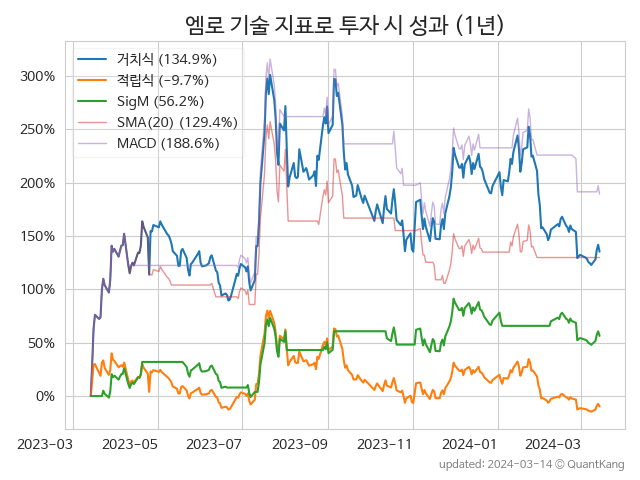 엠로 기술 지표로 투자 시 성과 (1년)
거치식 (134.9%)
적립식 (-9.7%)
SigM (56.2%)
SMA(20) (129.4%)
MACD (188.6%)
300%
250%
200%
150%
100%
50%
0%
2023-03 2023-05 2023-07 2023-09 2023-11 2024-01 2024-03
updated: 2024-03-14 © QuantKang